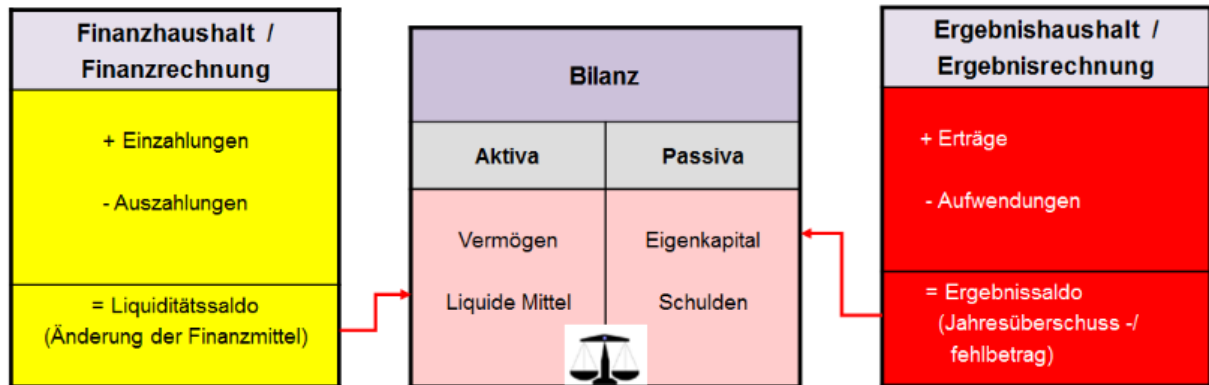 Finanzhaushalt /
Finanzrechnung
+ Einzahlungen
- Auszahlungen
= Liquiditätssaldo
(Änderung der Finanzmittel)
Bilanz
Aktiva
Passiva
Vermögen
Eigenkapital
Liquide Mittel
Schulden
Ergebnishaushalt /
Ergebnisrechnung
+ Erträge
- Aufwendungen
= Ergebnissaldo
(Jahresüberschuss -/
fehlbetrag)